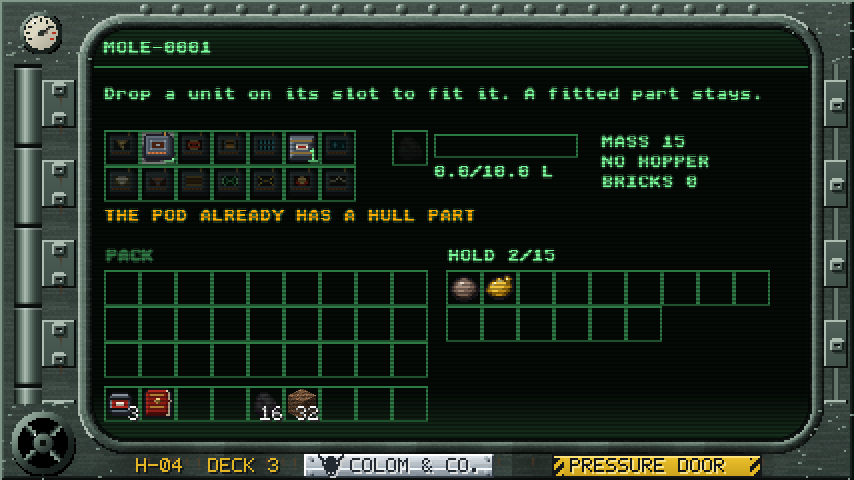 MOLE-0001
Drop a unit on its slot to fit it. A fitted part stays.
1
MASS 15
NO HOPPER
0.0/10.0 L
BRICKS 0
THE POD ALREADY HAS A HULL PART
PACK
HOLD 2/15
3
16
32
H-04 DECK 3
COLOM & CO.
PRESSURE DOOR